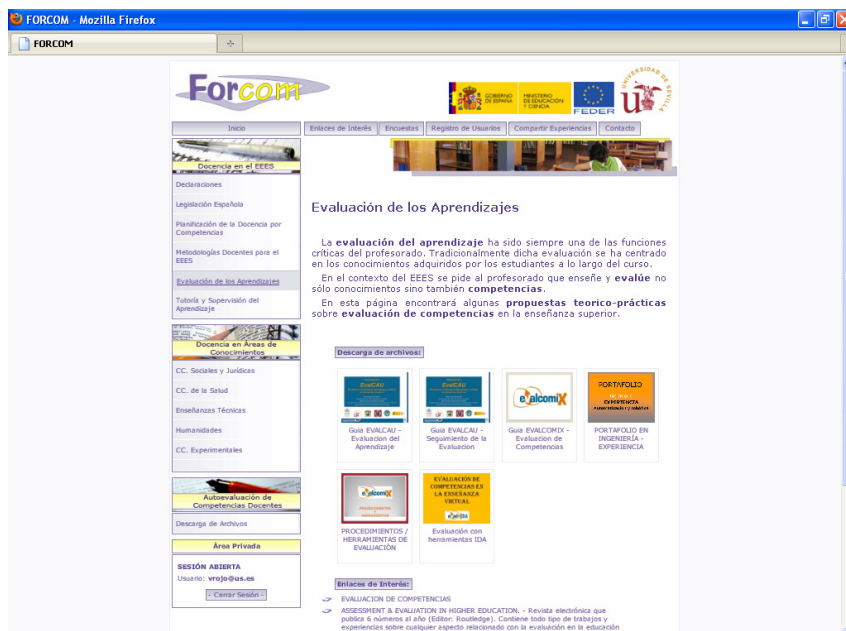 FORCOM - Mozilla Firefox
FORCOM
Forcom
GOBIERNO DE ESPAÑA
MINISTERIO DE EDUCACIÓN Y CIENCIA
FEDER
UNIVERSIDAD DE SEVILLA
Inicio
Enlaces de Interés
Encuestas
Registro de Usuarios
Compartir Experiencias
Contacto
Docencia en el EEES
Declaraciones
Legislación Española
Planificación de la Docencia por
Competencias
Metodologías Docentes para el
EEES
Evaluación de los Aprendizajes
Tutoría y Supervisión del
Aprendizaje
Docencia en Áreas de
Conocimientos
CC. Sociales y Jurídicas
CC. de la Salud
Enseñanzas Técnicas
Humanidades
CC. Experimentales
Autoevaluación de
Competencias Docentes
Descarga de Archivos
Área Privada
SESIÓN ABIERTA
Usuario: vrojo@us.es
- Cerrar Sesión -
Evaluación de los Aprendizajes
La evaluación del aprendizaje ha sido siempre una de las funciones
críticas del profesorado. Tradicionalmente dicha evaluación se ha centrado
en los conocimientos adquiridos por los estudiantes a lo largo del curso.
En el contexto del EEES se pide al profesorado que enseñe y evalúe no
sólo conocimientos sino también competencias.
En esta página encontrará algunas propuestas teorico-prácticas
sobre evaluación de competencias en la enseñanza superior.
Descarga de archivos:
EvalCAU
Guia EVALCAU -
Evaluacion del
Aprendizaje
EvalCAU
Guia EVALCAU -
Seguimiento de la
Evaluacion
evalcomix
Guia EVALCOMIX -
Evaluacion de
Competencias
PORTAFOLIO
EXPERIENCIA
PORTAFOLIO EN
INGENIERÍA -
EXPERIENCIA
evalcomix
PROCEDIMIENTOS /
HERRAMIENTAS DE
EVALUACIÓN
EVALUACIÓN DE
COMPETENCIAS EN
LA ENSEÑANZA
VIRTUAL
Evaluación con
herramientas IDA
Enlaces de Interés:
EVALUACION DE COMPETENCIAS
ASSESSMENT & EVALUATION IN HIGHER EDUCATION. - Revista electrónica que
publica 6 números al año (Editor: Routledge). Contiene todo tipo de trabajos y
experiencias sobre cualquier aspecto relacionado con la evaluación en la educación